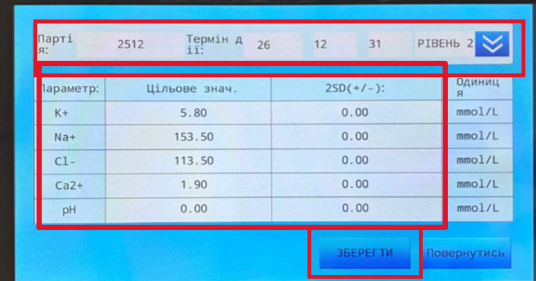 Партія: 2512 Термін дії: 26 12 31 РІВЕНЬ 2
Параметр: Цільове знач. 2SD(+/-): Одиниця
K+ 5.80 0.00 mmol/L
Na+ 153.50 0.00 mmol/L
Cl- 113.50 0.00 mmol/L
Ca2+ 1.90 0.00 mmol/L
pH 0.00 0.00 mmol/L
ЗБЕРЕГТИ Повернутись